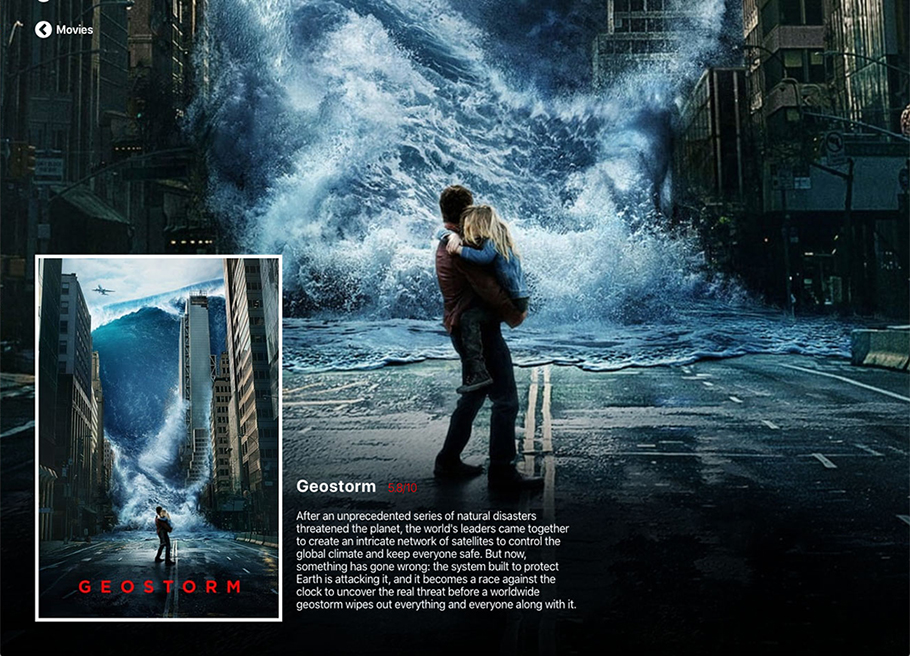 Movies
Geostorm 5.8/10
After an unprecedented series of natural disasters
threatened the planet, the world's leaders came together
to create an intricate network of satellites to control the
global climate and keep everyone safe. But now,
something has gone wrong: the system built to protect
Earth is attacking it, and it becomes a race against the
clock to uncover the real threat before a worldwide
geostorm wipes out everything and everyone along with it.
GEOSTORM